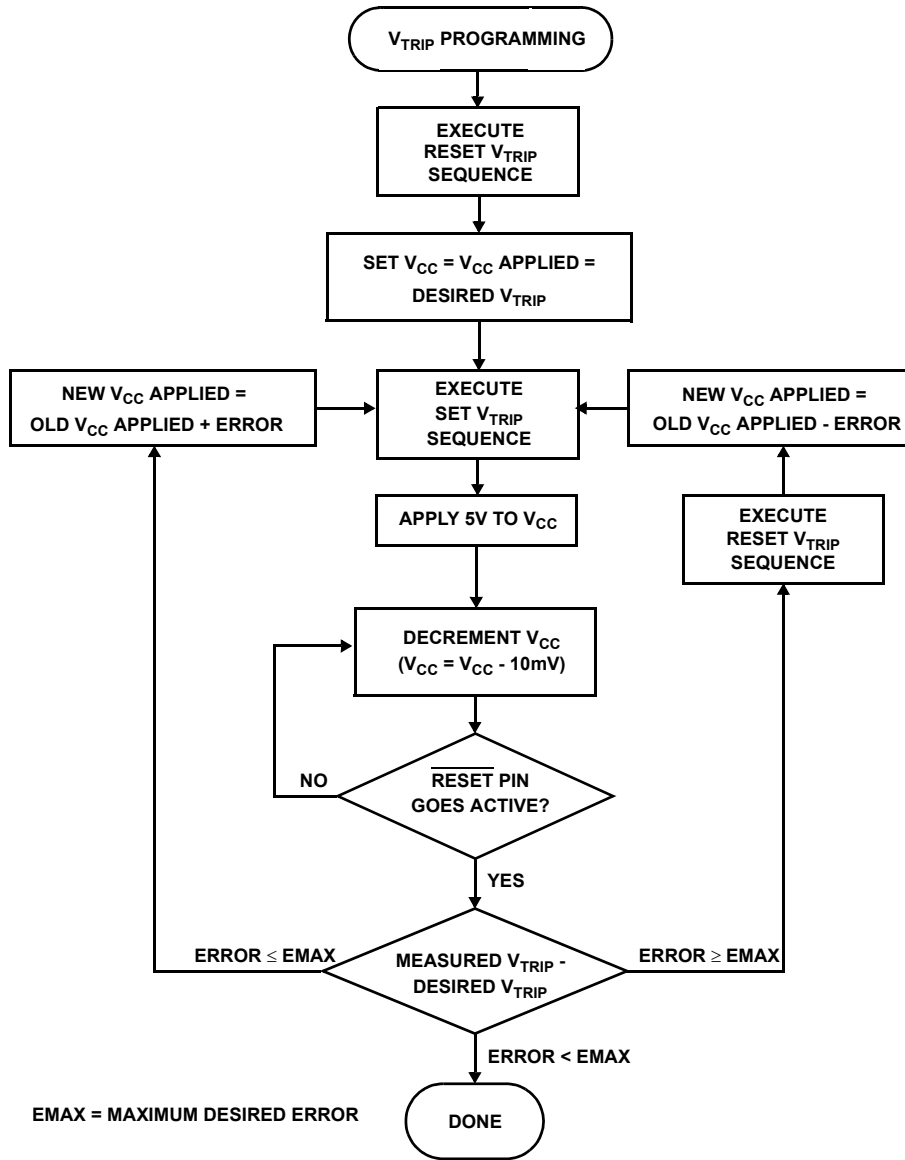 V_TRIP PROGRAMMING
EXECUTE
RESET V_TRIP
SEQUENCE
SET V_CC = V_CC APPLIED =
DESIRED V_TRIP
NEW V_CC APPLIED =
OLD V_CC APPLIED + ERROR
EXECUTE
SET V_TRIP
SEQUENCE
NEW V_CC APPLIED =
OLD V_CC APPLIED - ERROR
APPLY 5V TO V_CC
EXECUTE
RESET V_TRIP
SEQUENCE
DECREMENT V_CC
(V_CC = V_CC - 10mV)
NO
RESET PIN
GOES ACTIVE?
YES
ERROR ≤ EMAX
MEASURED V_TRIP -
DESIRED V_TRIP
ERROR ≥ EMAX
ERROR < EMAX
EMAX = MAXIMUM DESIRED ERROR
DONE